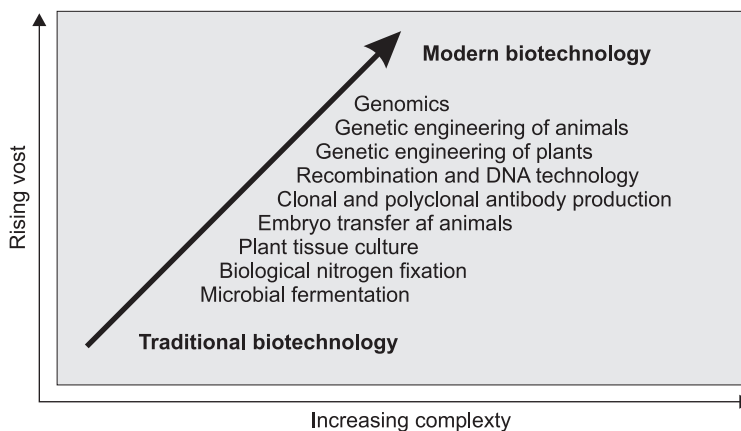 Rising vost
Modern biotechnology
Genomics
Genetic engineering of animals
Genetic engineering of plants
Recombination and DNA technology
Clonal and polyclonal antibody production
Embryo transfer af animals
Plant tissue culture
Biological nitrogen fixation
Microbial fermentation
Traditional biotechnology
Increasing complexty